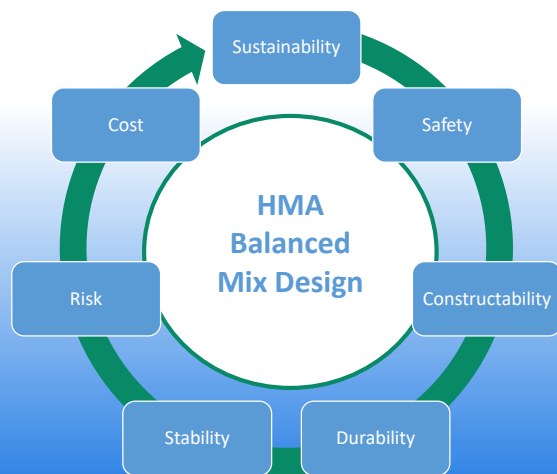 Sustainability
Cost
Safety
HMA
Balanced
Mix Design
Risk
Constructability
Stability
Durability